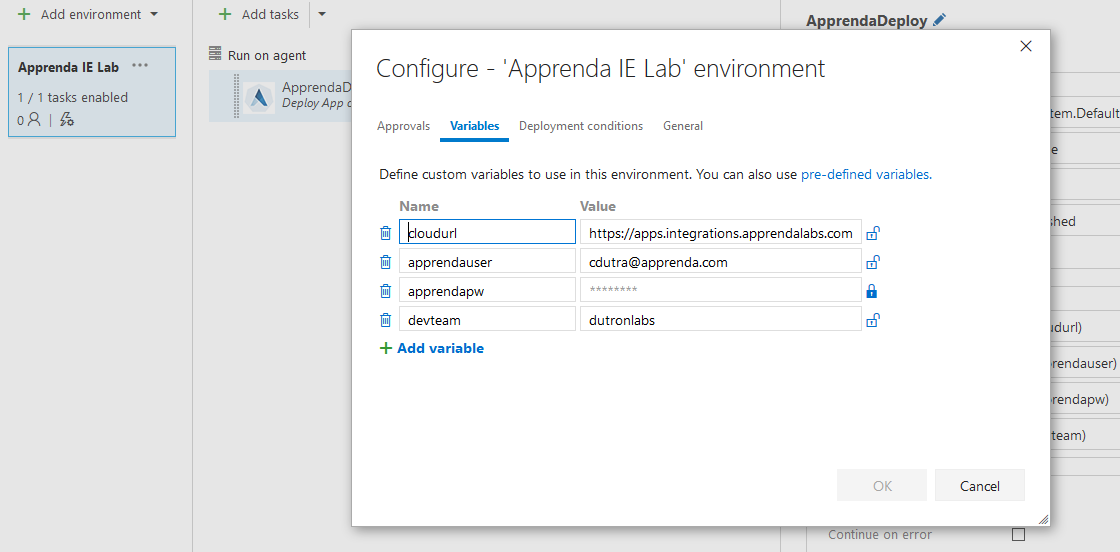 Add environment
Add tasks
ApprendaDeploy
Apprenda IE Lab
1 / 1 tasks enabled
0
Run on agent
ApprendaD
Deploy App
Configure - 'Apprenda IE Lab' environment
Approvals
Variables
Deployment conditions
General
Define custom variables to use in this environment. You can also use pre-defined variables.
Name Value
cloudurl https://apps.integrations.apprendalabs.com
apprendauser cdutra@apprenda.com
apprendapw ********
devteam dutronlabs
Add variable
OK
Cancel
tem.Default
e
shed
udurl)
rendauser)
rendapw)
team)
Continue on error